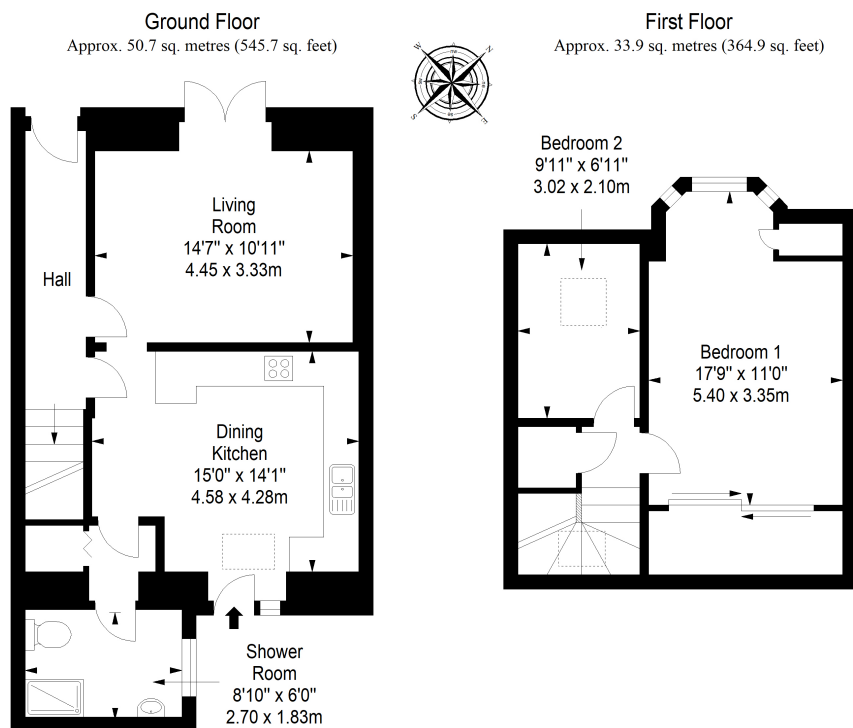 Ground Floor
Approx. 50.7 sq. metres (545.7 sq. feet)
First Floor
Approx. 33.9 sq. metres (364.9 sq. feet)
W
N
S
E
Living
Room
14'7" x 10'11"
4.45 x 3.33m
Hall
Dining
Kitchen
15'0" x 14'1"
4.58 x 4.28m
Shower
Room
8'10" x 6'0"
2.70 x 1.83m
Bedroom 2
9'11" x 6'11"
3.02 x 2.10m
Bedroom 1
17'9" x 11'0"
5.40 x 3.35m